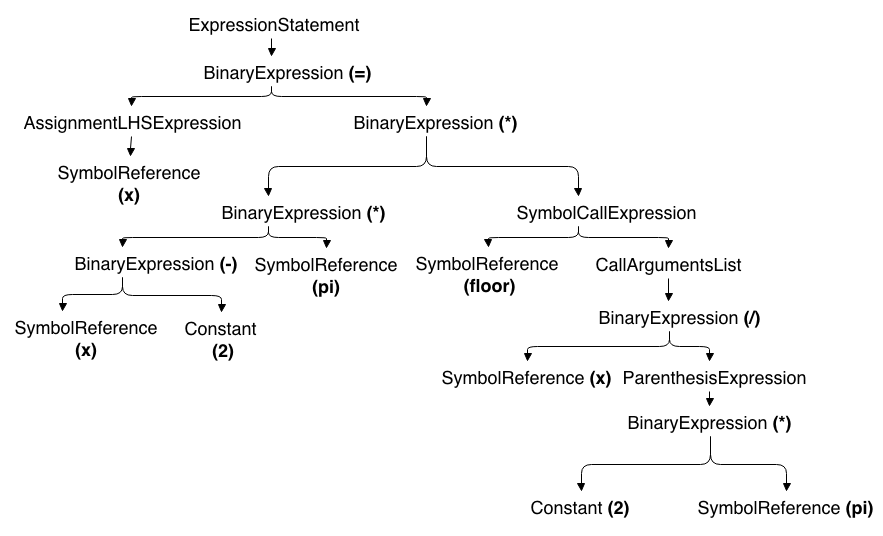 ExpressionStatement
BinaryExpression (=)
AssignmentLHSExpression
BinaryExpression (*)
SymbolReference
(x)
BinaryExpression (*)
SymbolCallExpression
BinaryExpression (-)
SymbolReference
(pi)
SymbolReference
(floor)
CallArgumentsList
SymbolReference
(x)
Constant
(2)
BinaryExpression (/)
SymbolReference (x)
ParenthesisExpression
BinaryExpression (*)
Constant (2)
SymbolReference (pi)